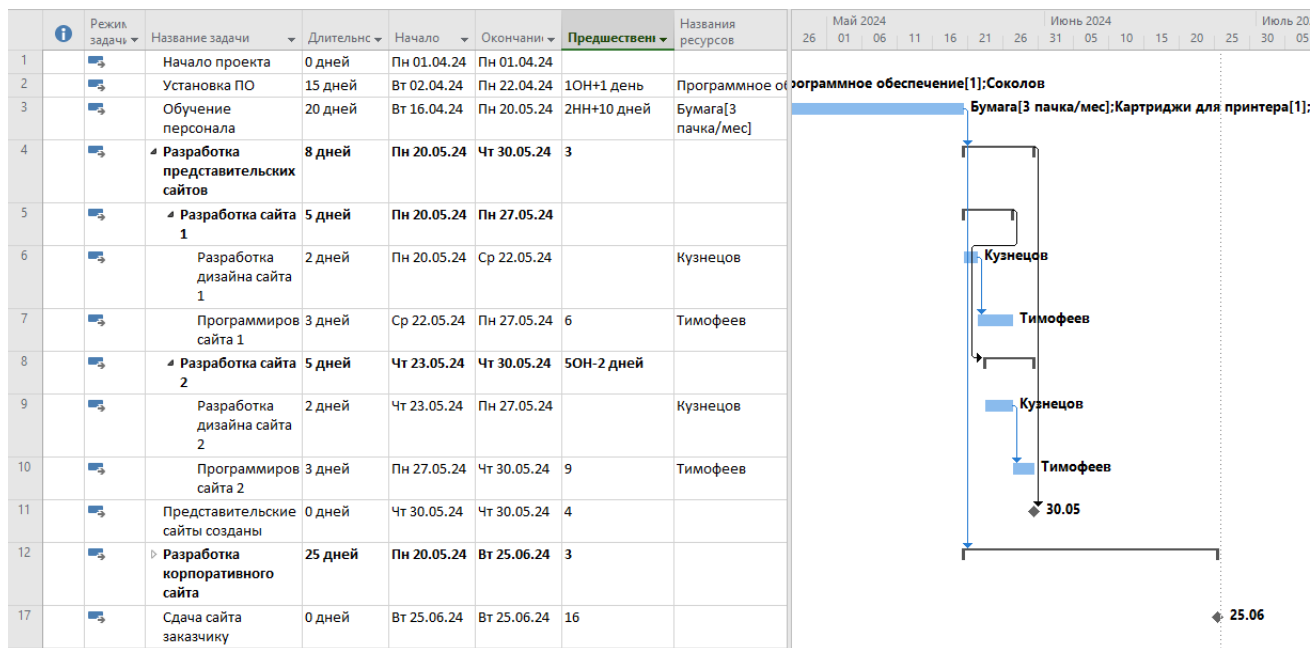 Май 2024 Июнь 2024 Июль 20
Режим задачи Название задачи Длительнс Начало Окончани Предшественн Названия ресурсов 26 01 06 11 16 21 26 31 05 10 15 20 25 30 05
1 Начало проекта 0 дней Пн 01.04.24 Пн 01.04.24
2 Установка ПО 15 дней Вт 02.04.24 Пн 22.04.24 1ОН+1 день Программное об рограммное обеспечение[1];Соколов
3 Обучение 20 дней Вт 16.04.24 Пн 20.05.24 2НН+10 дней Бумага[3 Бумага[3 пачка/мес];Картриджи для принтера[1];
персонала пачка/мес]
4 Разработка 8 дней Пн 20.05.24 Чт 30.05.24 3
представительских
сайтов
5 Разработка сайта 5 дней Пн 20.05.24 Пн 27.05.24
1
6 Разработка 2 дней Пн 20.05.24 Ср 22.05.24 Кузнецов Кузнецов
дизайна сайта
1
7 Программиров 3 дней Ср 22.05.24 Пн 27.05.24 6 Тимофеев Тимофеев
сайта 1
8 Разработка сайта 5 дней Чт 23.05.24 Чт 30.05.24 5ОН-2 дней
2
9 Разработка 2 дней Чт 23.05.24 Пн 27.05.24 Кузнецов Кузнецов
дизайна сайта
2
10 Программиров 3 дней Пн 27.05.24 Чт 30.05.24 9 Тимофеев Тимофеев
сайта 2
11 Представительские 0 дней Чт 30.05.24 Чт 30.05.24 4 30.05
сайты созданы
12 Разработка 25 дней Пн 20.05.24 Вт 25.06.24 3
корпоративного
сайта
17 Сдача сайта 0 дней Вт 25.06.24 Вт 25.06.24 16 25.06
заказчику